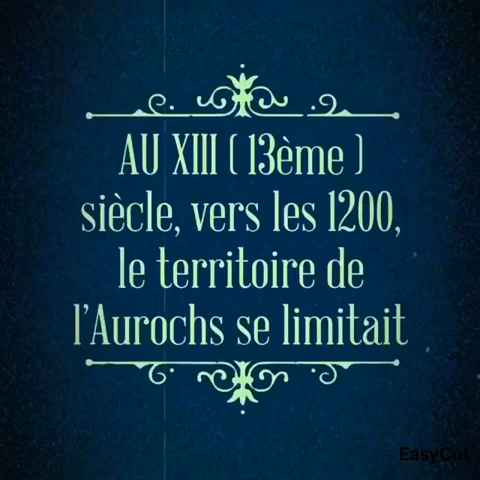 AU XIII ( 13ème )
siècle, vers les 1200,
le territoire de
l'Aurochs se limitait
EasyCut